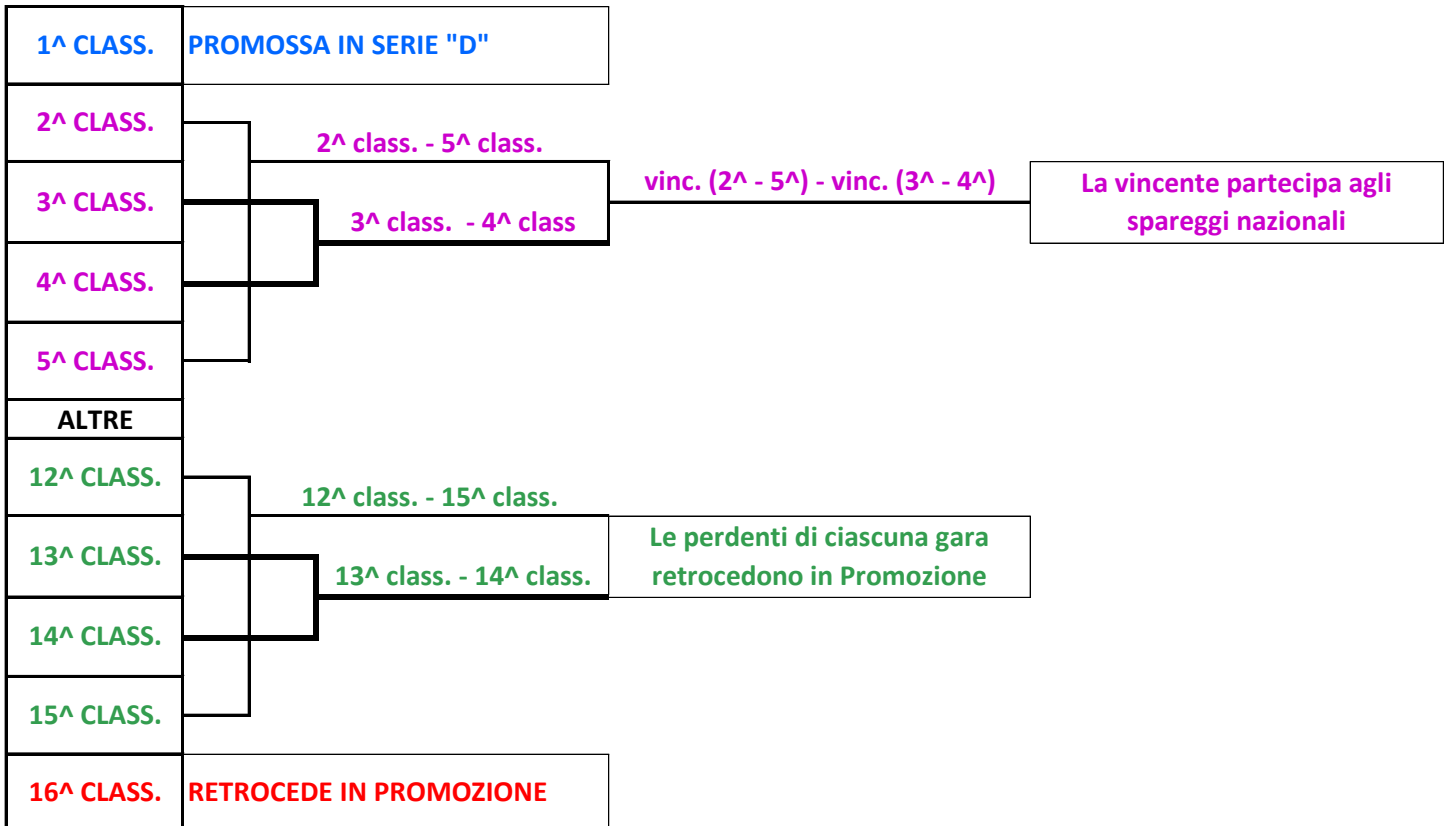 1^ CLASS. PROMOSSA IN SERIE "D"
2^ CLASS.
2^ class. - 5^ class.
3^ CLASS.
vinc. (2^ - 5^) - vinc. (3^ - 4^)
La vincente partecipa agli
spareggi nazionali
3^ class.  - 4^ class
4^ CLASS.
5^ CLASS.
ALTRE
12^ CLASS.
12^ class. - 15^ class.
13^ CLASS.
Le perdenti di ciascuna gara
retrocedono in Promozione
13^ class. - 14^ class.
14^ CLASS.
15^ CLASS.
16^ CLASS. RETROCEDE IN PROMOZIONE